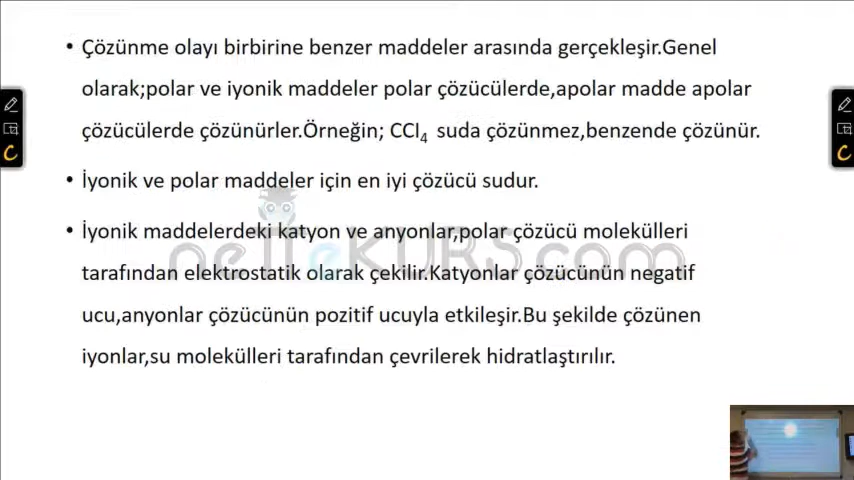 • Çözünme olayı birbirine benzer maddeler arasında gerçekleşir.Genel
olarak;polar ve iyonik maddeler polar çözücülerde,apolar madde apolar
çözücülerde çözünürler.Örneğin; CCI₄ suda çözünmez,benzende çözünür.
• İyonik ve polar maddeler için en iyi çözücü sudur.
• İyonik maddelerdeki katyon ve anyonlar,polar çözücü molekülleri
netteKURS.com
tarafından elektrostatik olarak çekilir.Katyonlar çözücünün negatif
ucu,anyonlar çözücünün pozitif ucuyla etkileşir.Bu şekilde çözünen
iyonlar,su molekülleri tarafından çevrilerek hidratlaştırılır.